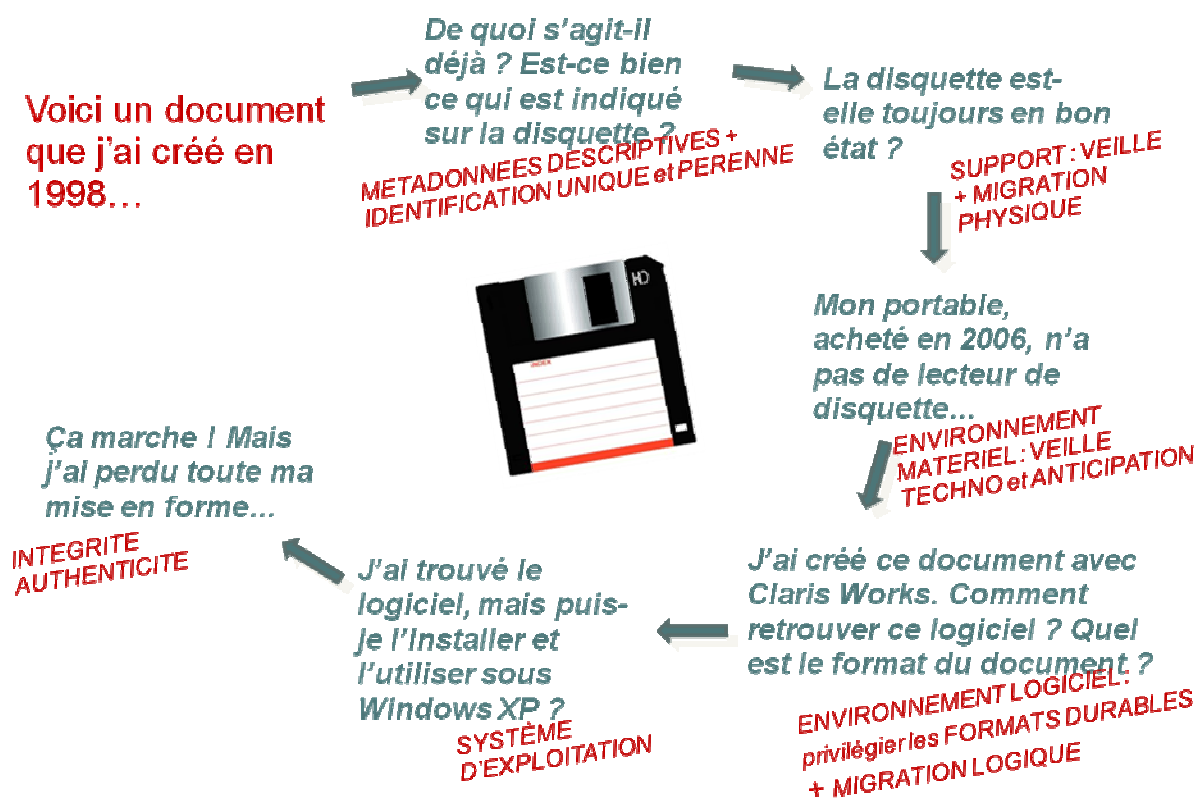 Voici un document
que j'ai créé en
1998…
De quoi s'agit-il
déjà ? Est-ce bien
ce qui est indiqué
sur la disquette ?
METADONNEES DESCRIPTIVES +
IDENTIFICATION UNIQUE et PERENNE
La disquette est-
elle toujours en bon
état ?
SUPPORT : VEILLE
+ MIGRATION
PHYSIQUE
HD
INDEX
Mon portable,
acheté en 2006, n'a
pas de lecteur de
disquette…
ENVIRONNEMENT
MATERIEL : VEILLE
TECHNO et ANTICIPATION
J'ai créé ce document avec
Claris Works. Comment
retrouver ce logiciel ? Quel
est le format du document ?
ENVIRONNEMENT LOGICIEL :
privilégier les FORMATS DURABLES
+ MIGRATION LOGIQUE
J'ai trouvé le
logiciel, mais puis-
je l'installer et
l'utiliser sous
Windows XP ?
SYSTÈME
D'EXPLOITATION
Ça marche ! Mais
j'ai perdu toute ma
mise en forme…
INTEGRITE
AUTHENTICITE